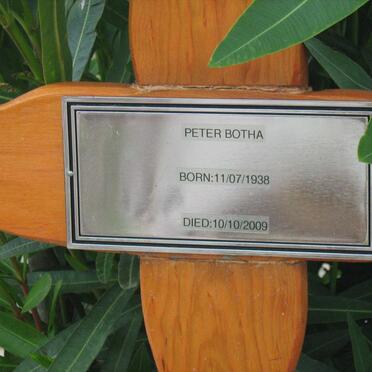 PETER BOTHA
BORN:11/07/1938
DIED:10/10/2009